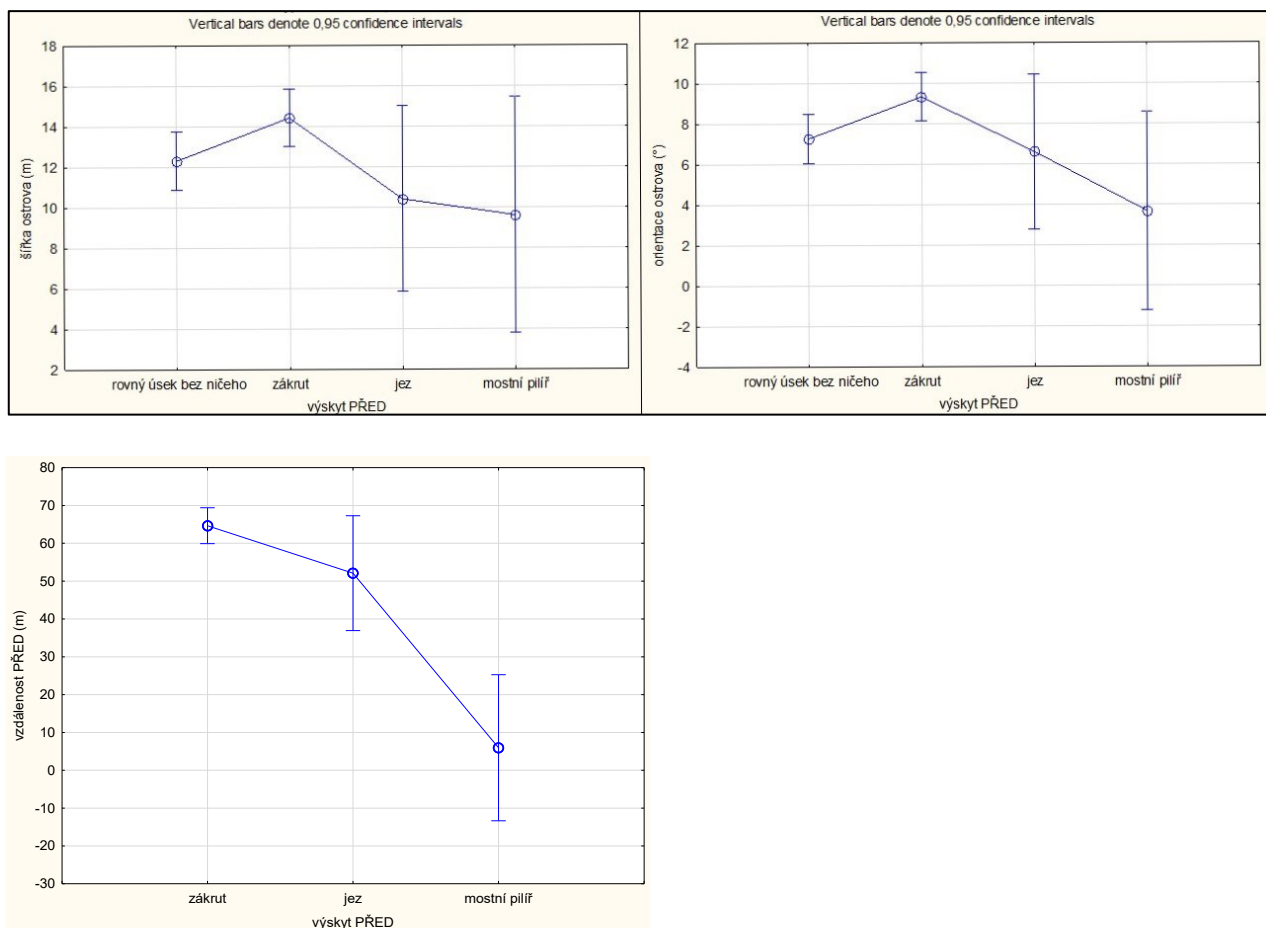 Vertical bars denote 0,95 confidence intervals
18
16
14
12
10
8
6
4
2
šířka ostrova (m)
rovný úsek bez ničeho zákrut jez mostní pilíř
výskyt PŘED
Vertical bars denote 0,95 confidence intervals
12
10
8
6
4
2
0
-2
-4
orientace ostrova (°)
rovný úsek bez ničeho zákrut jez mostní pilíř
výskyt PŘED
80
70
60
50
40
30
20
10
0
-10
-20
-30
vzdálenost PŘED (m)
zákrut jez mostní pilíř
výskyt PŘED